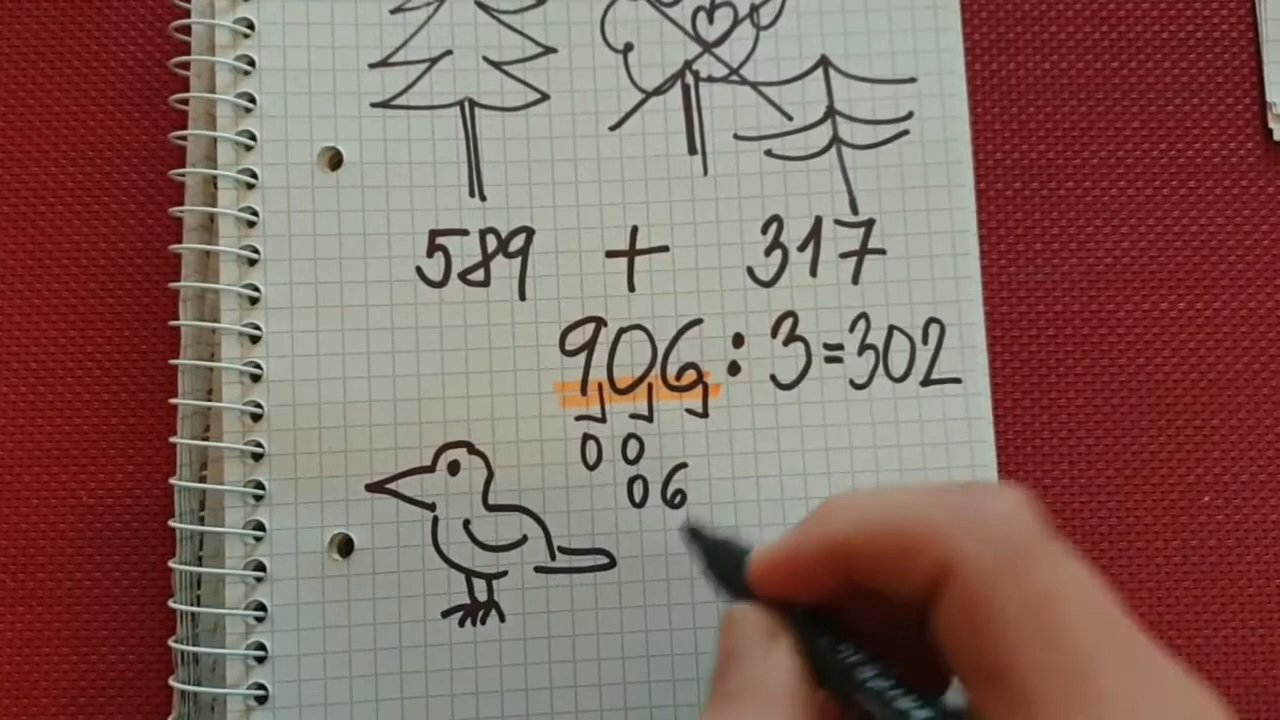 589 + 317
906 : 3 = 302
0 0
06